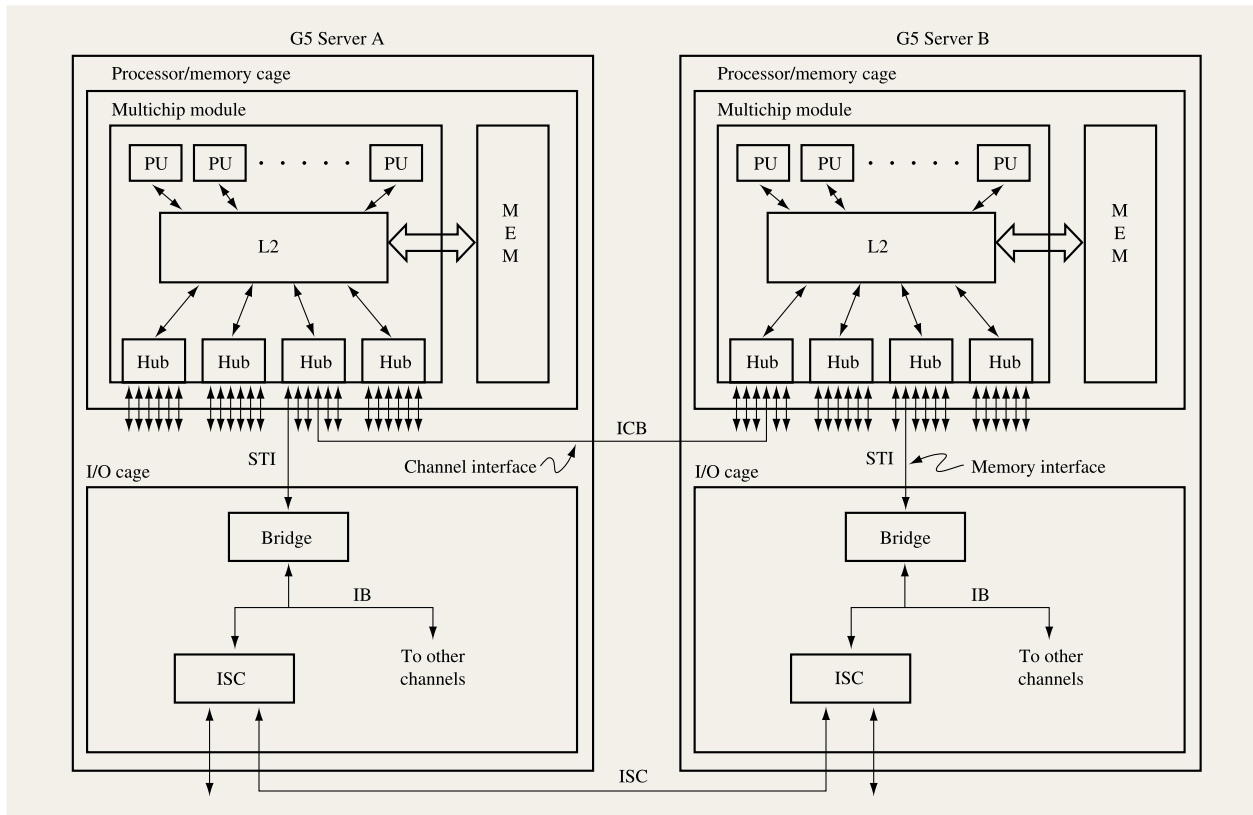 G5 Server A
Processor/memory cage
Multichip module
PU PU · · · · · PU
L2
M
E
M
Hub Hub Hub Hub
STI
I/O cage
Bridge
IB
ISC
To other
channels
ICB
Channel interface
ISC
G5 Server B
Processor/memory cage
Multichip module
PU PU · · · · · PU
L2
M
E
M
Hub Hub Hub Hub
STI
Memory interface
I/O cage
Bridge
IB
ISC
To other
channels